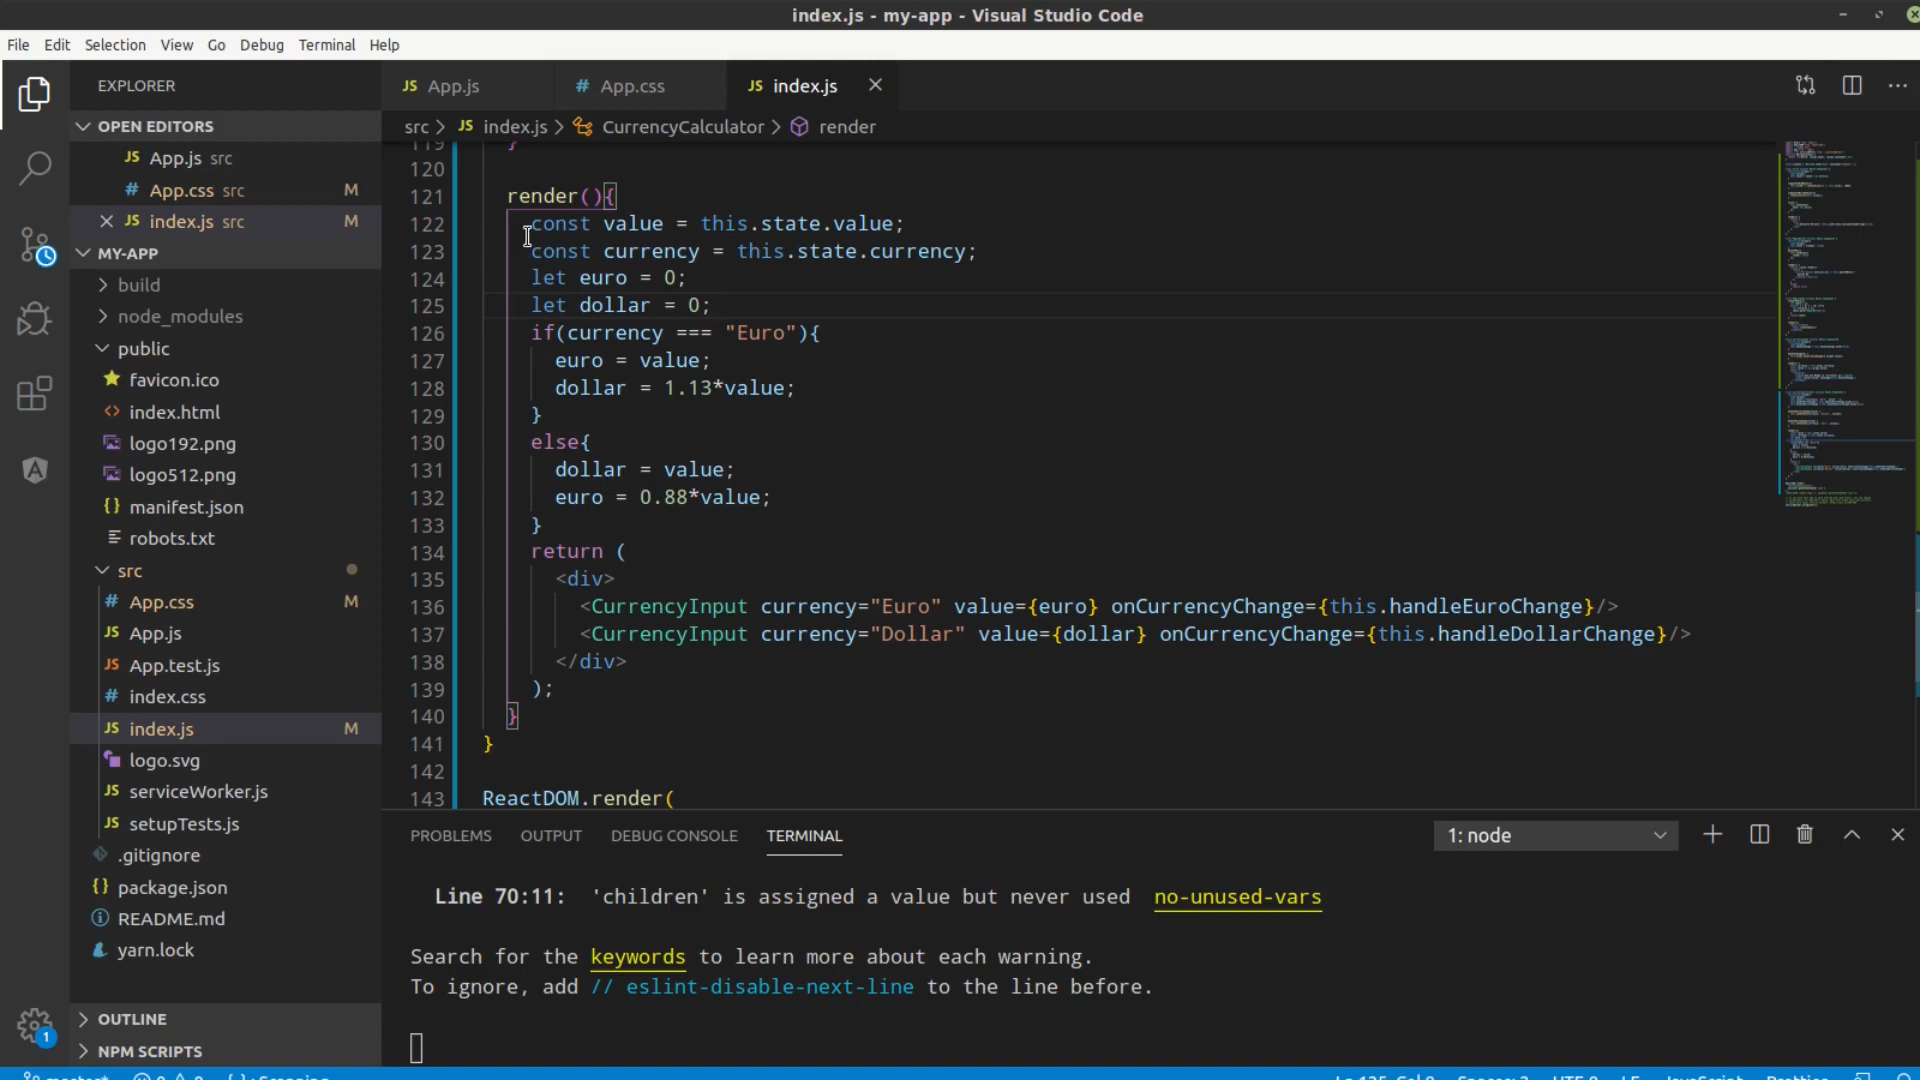 index.js - my-app - Visual Studio Code
File Edit Selection View Go Debug Terminal Help
EXPLORER
OPEN EDITORS
JS App.js src
# App.css src M
JS index.js src M
MY-APP
build
node_modules
public
favicon.ico
<> index.html
logo192.png
logo512.png
{} manifest.json
robots.txt
src
# App.css M
JS App.js
JS App.test.js
# index.css
JS index.js M
logo.svg
JS serviceWorker.js
JS setupTests.js
.gitignore
{} package.json
README.md
yarn.lock
OUTLINE
NPM SCRIPTS
1
JS App.js # App.css JS index.js
src > JS index.js > CurrencyCalculator > render
119 }
120
121 render(){
122 const value = this.state.value;
123 const currency = this.state.currency;
124 let euro = 0;
125 let dollar = 0;
126 if(currency === "Euro"){
127 euro = value;
128 dollar = 1.13*value;
129 }
130 else{
131 dollar = value;
132 euro = 0.88*value;
133 }
134 return (
135 <div>
136 <CurrencyInput currency="Euro" value={euro} onCurrencyChange={this.handleEuroChange}/>
137 <CurrencyInput currency="Dollar" value={dollar} onCurrencyChange={this.handleDollarChange}/>
138 </div>
139 );
140 }
141 }
142
143 ReactDOM.render(
PROBLEMS OUTPUT DEBUG CONSOLE TERMINAL 1: node
Line 70:11: 'children' is assigned a value but never used no-unused-vars
Search for the keywords to learn more about each warning.
To ignore, add // eslint-disable-next-line to the line before.